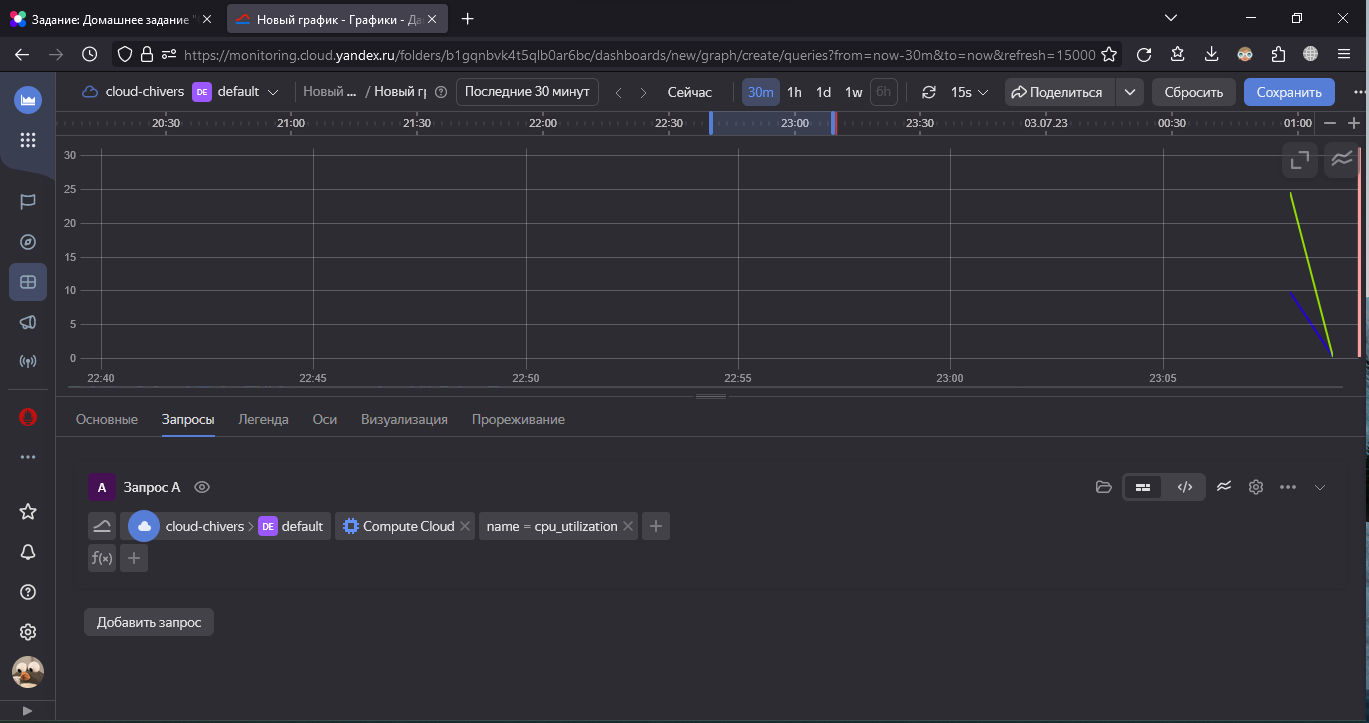 Задание: Домашнее задание "
Новый график - Графики - Да
https://monitoring.cloud.yandex.ru/folders/b1gqnbvk4t5qlb0ar6bc/dashboards/new/graph/create/queries?from=now-30m&to=now&refresh=15000
cloud-chivers DE default Новый ... / Новый гр Последние 30 минут Сейчас 30m 1h 1d 1w 6h 15s Поделиться Сбросить Сохранить
20:30 21:00 21:30 22:00 22:30 23:00 23:30 03.07.23 00:30 01:00
30
25
20
15
10
5
0
22:40 22:45 22:50 22:55 23:00 23:05
Основные Запросы Легенда Оси Визуализация Прореживание
A Запрос A
cloud-chivers > DE default Compute Cloud name = cpu_utilization
f(x)
Добавить запрос